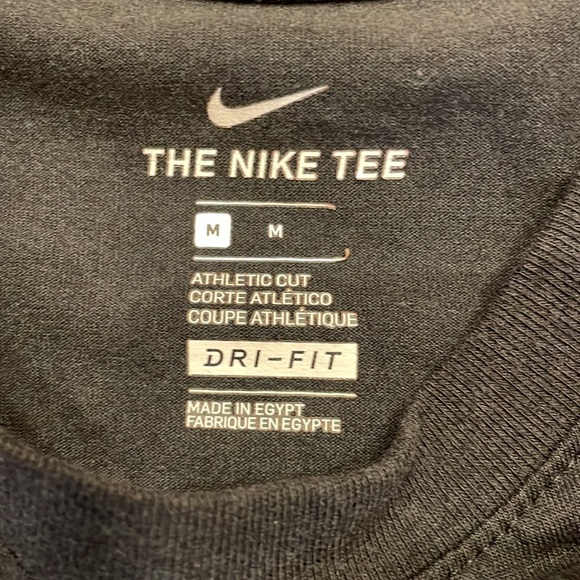 THE NIKE TEE
M M
ATHLETIC CUT
CORTE ATLÉTICO
COUPE ATHLÉTIQUE
DRI-FIT
MADE IN EGYPT
FABRIQUE EN EGYPTE